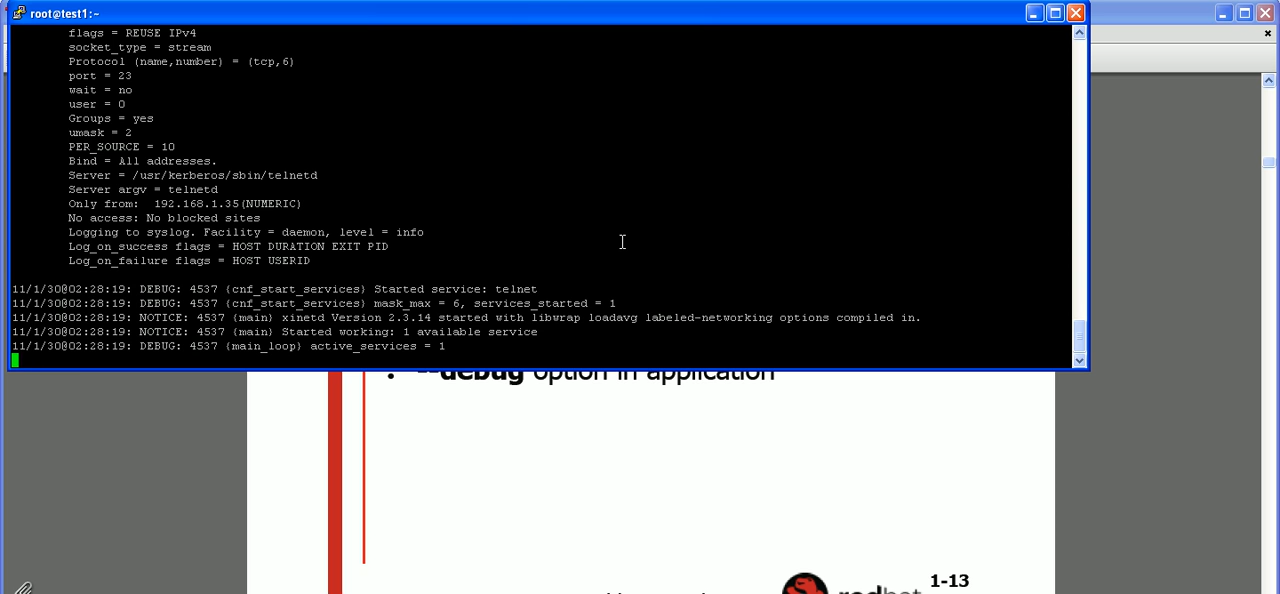 root@test1:~
flags = REUSE IPv4
socket_type = stream
Protocol (name,number) = (tcp,6)
port = 23
wait = no
user = 0
Groups = yes
umask = 2
PER_SOURCE = 10
Bind = All addresses.
Server = /usr/kerberos/sbin/telnetd
Server argv = telnetd
Only from:  192.168.1.35(NUMERIC)
No access: No blocked sites
Logging to syslog. Facility = daemon, level = info
Log_on_success flags = HOST DURATION EXIT PID
Log_on_failure flags = HOST USERID
11/1/30@02:28:19: DEBUG: 4537 {cnf_start_services} Started service: telnet
11/1/30@02:28:19: DEBUG: 4537 {cnf_start_services} mask_max = 6, services_started = 1
11/1/30@02:28:19: NOTICE: 4537 {main} xinetd Version 2.3.14 started with libwrap loadavg labeled-networking options compiled in.
11/1/30@02:28:19: NOTICE: 4537 {main} Started working: 1 available service
11/1/30@02:28:19: DEBUG: 4537 {main_loop} active_services = 1
--debug option in application
1-13